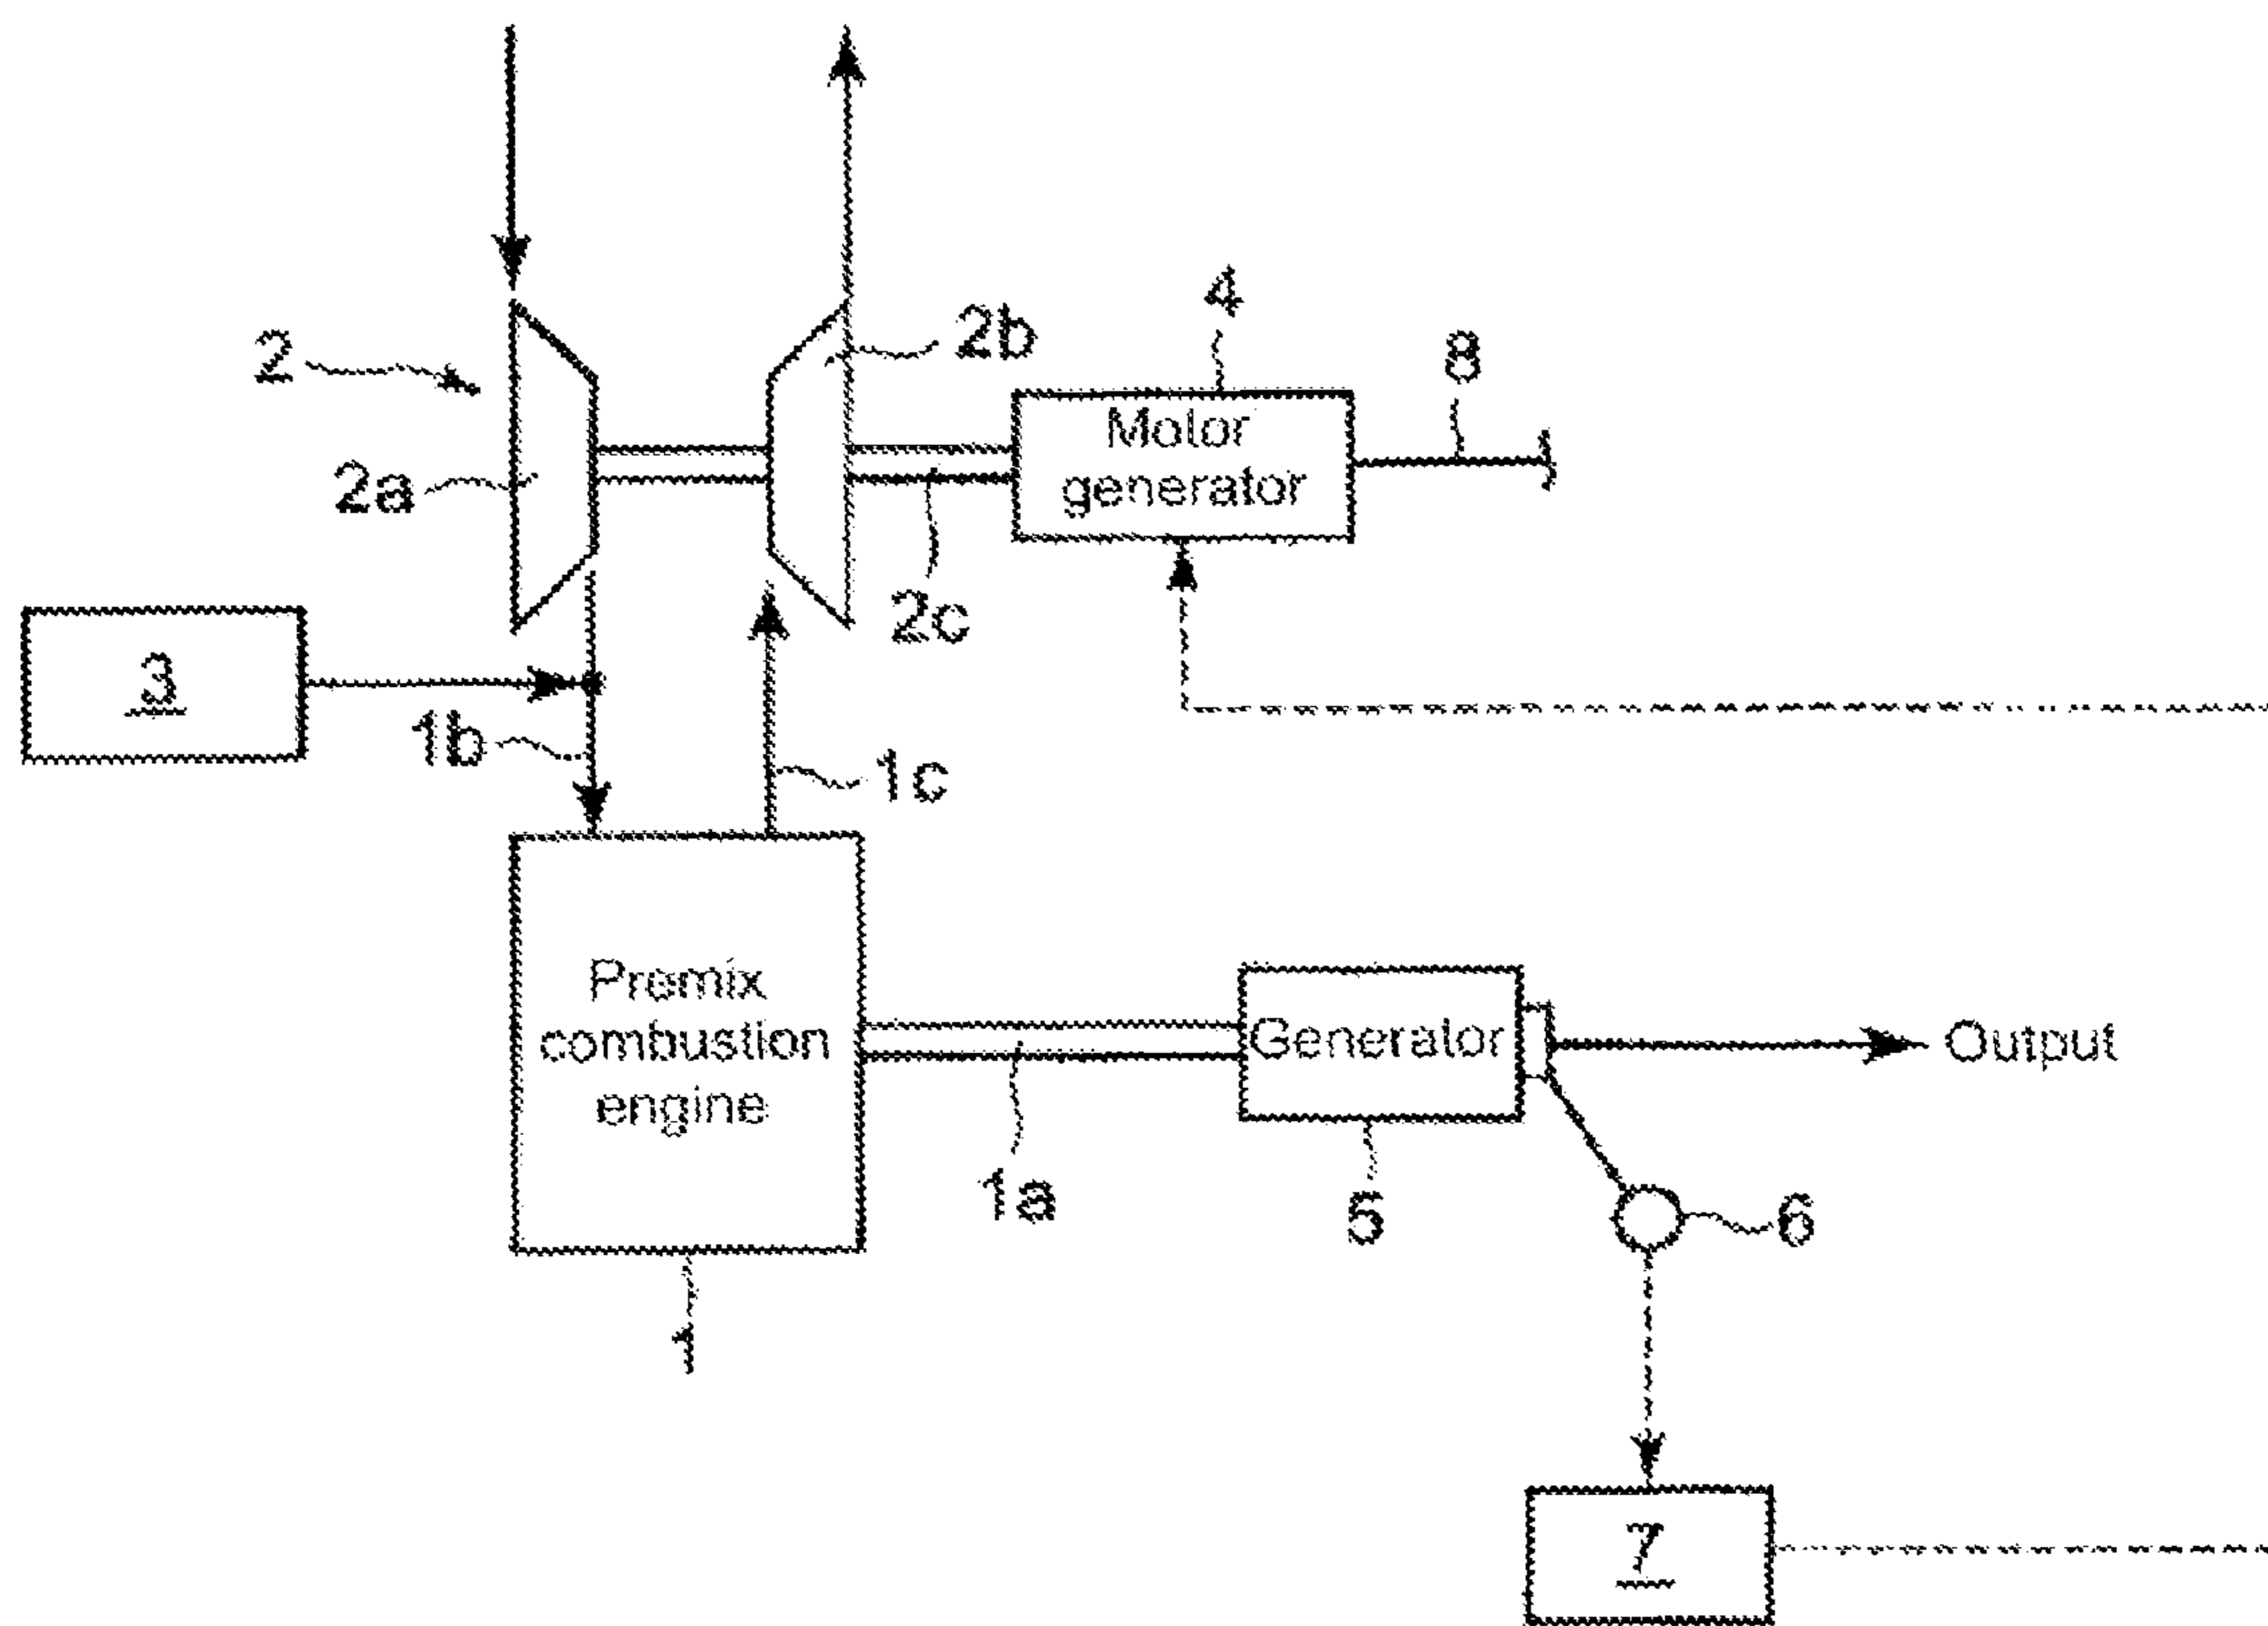 4
2
2b
8
Motor
generator
2a
2c
3
1b
1c
Premix
combustion
engine
Generator
Output
1a
5
6
1
7